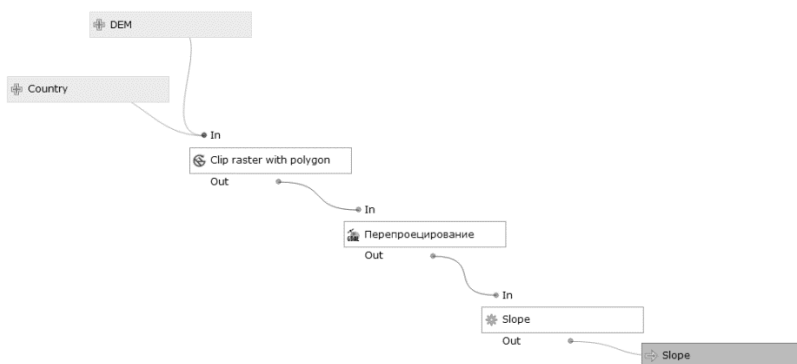 DEM
Country
In
Clip raster with polygon
Out
In
Перепроецирование
Out
In
Slope
Out
Slope